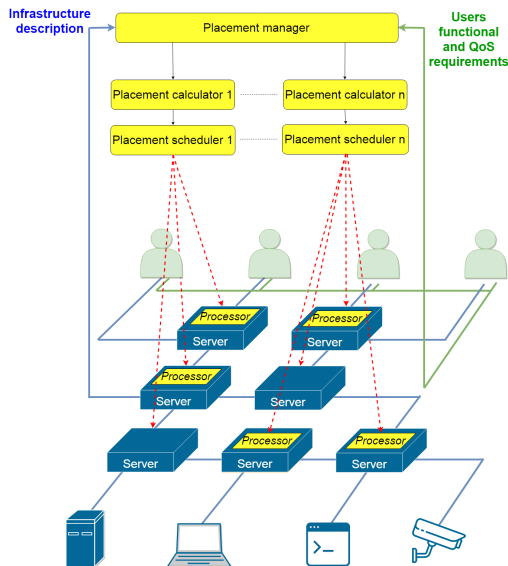 Infrastructure
description
Placement manager
Users
functional
and QoS
requirements
Placement calculator 1
Placement calculator n
Placement scheduler 1
Placement scheduler n
Processor
Server
Processor
Server
Processor
Server
Server
Server
Processor
Server
Processor
Server
>_